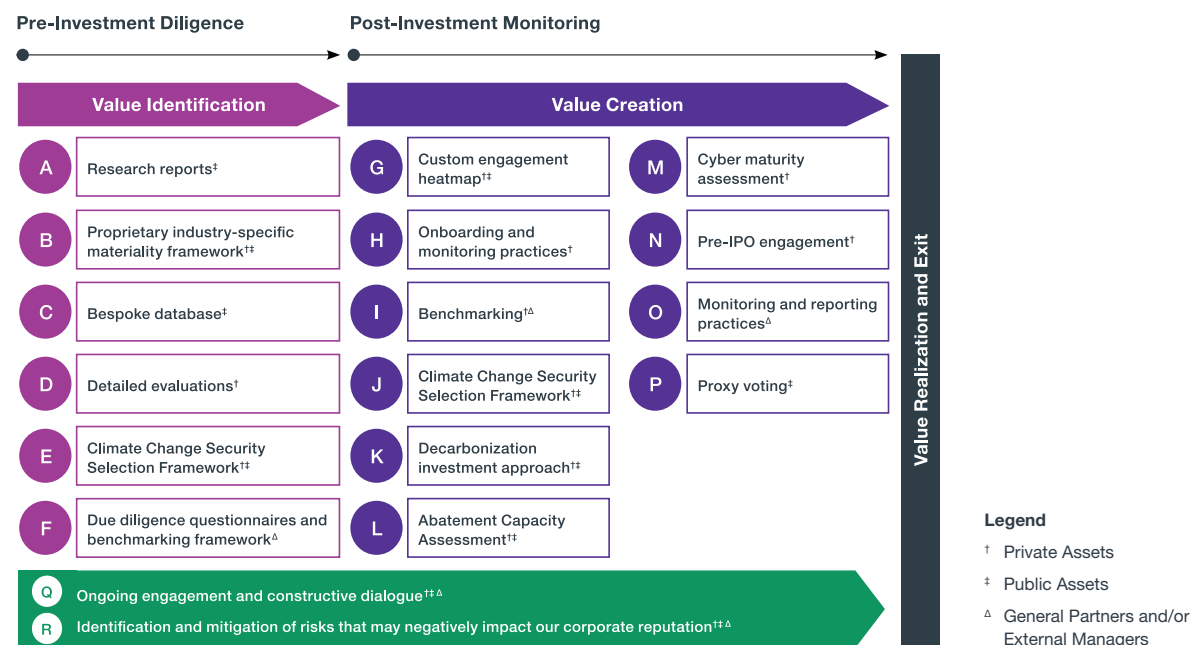 Pre-Investment Diligence
Post-Investment Monitoring
Value Identification
Value Creation
A
Research reports‡
B
Proprietary industry-specific
materiality framework†‡
C
Bespoke database‡
D
Detailed evaluations†
E
Climate Change Security
Selection Framework†‡
F
Due diligence questionnaires and
benchmarking frameworkΔ
G
Custom engagement
heatmap†‡
H
Onboarding and
monitoring practices†
I
Benchmarking†Δ
J
Climate Change Security
Selection Framework†‡
K
Decarbonization
investment approach†‡
L
Abatement Capacity
Assessment†‡
M
Cyber maturity
assessment†
N
Pre-IPO engagement†
O
Monitoring and reporting
practicesΔ
P
Proxy voting‡
Q
Ongoing engagement and constructive dialogue†‡ Δ
R
Identification and mitigation of risks that may negatively impact our corporate reputation†‡ Δ
Value Realization and Exit
Legend
† Private Assets
‡ Public Assets
Δ General Partners and/or
External Managers